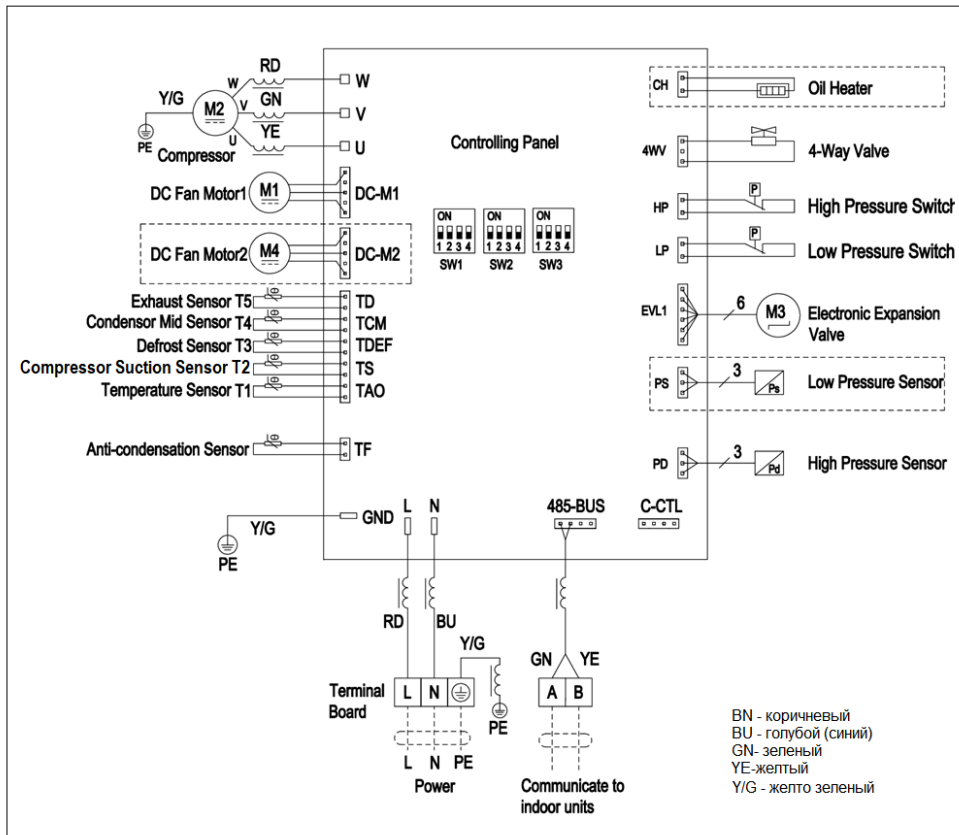 RD
W
W
Y/G
GN
M2
V
V
YE
PE
U
U
Compressor
DC Fan Motor1
M1
DC-M1
DC Fan Motor2
M4
DC-M2
Exhaust Sensor T5
TD
Condensor Mid Sensor T4
TCM
Defrost Sensor T3
TDEF
Compressor Suction Sensor T2
TS
Temperature Sensor T1
TAO
Anti-condensation Sensor
TF
GND
Y/G
PE
Controlling Panel
ON
1 2 3 4
SW1
ON
1 2 3 4
SW2
ON
1 2 3 4
SW3
CH
Oil Heater
4WV
4-Way Valve
HP
P
High Pressure Switch
LP
P
Low Pressure Switch
EVL1
6
M3
Electronic Expansion
Valve
PS
3
Ps
Low Pressure Sensor
PD
3
Pd
High Pressure Sensor
L N
485-BUS
C-CTL
RD
BU
Y/G
PE
Terminal
Board
L N
L N PE
Power
GN
YE
A B
Communicate to
indoor units
BN - коричневый
BU - голубой (синий)
GN- зеленый
YE-желтый
Y/G - желто зеленый